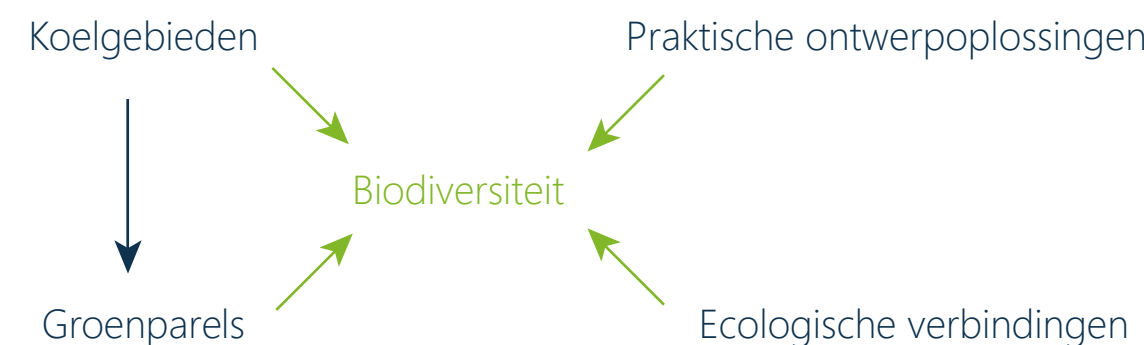 Koelgebieden
Praktische ontwerpoplossingen
Biodiversiteit
Groenparels
Ecologische verbindingen